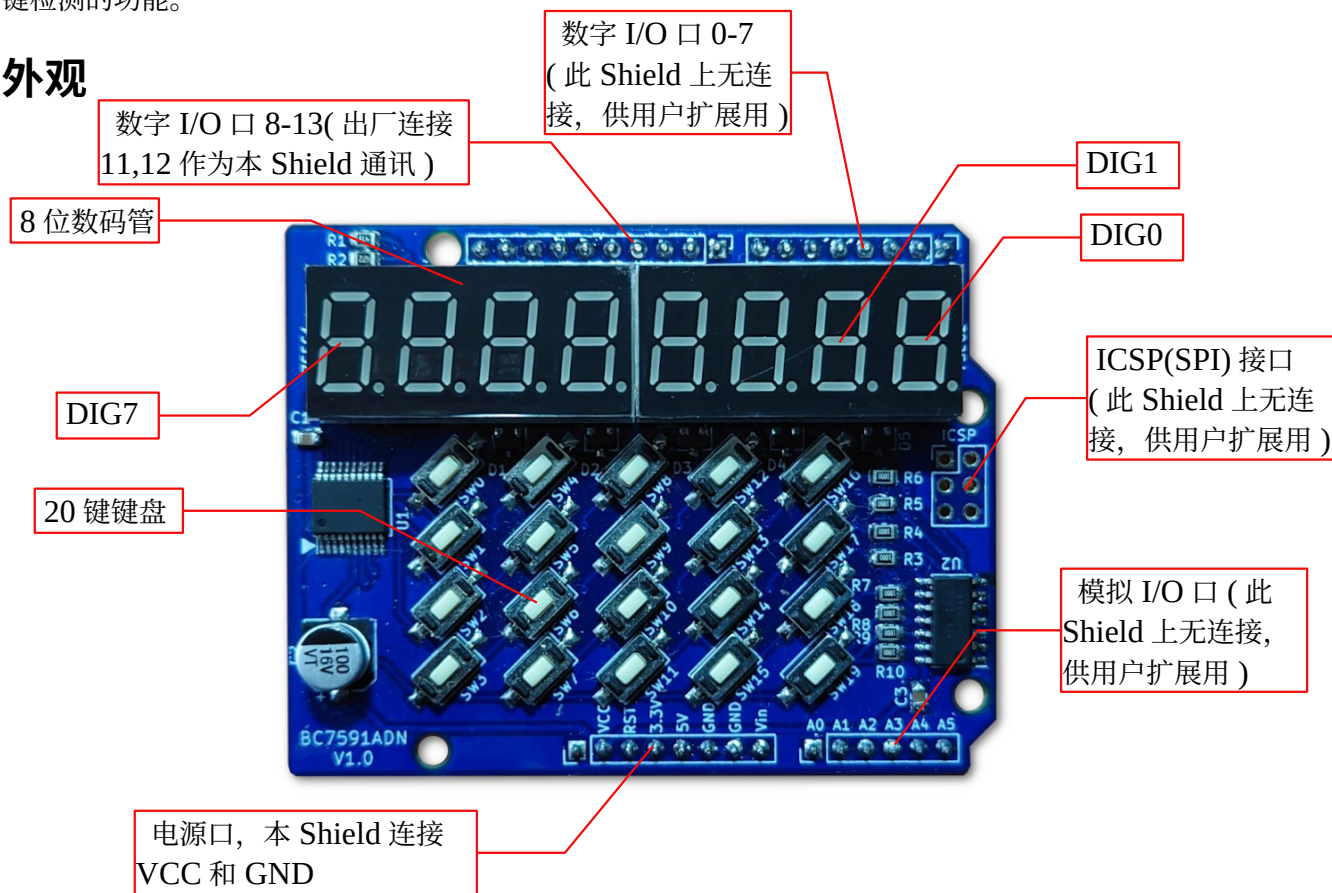 键检测的功能。
外观
数字 I/O 口 0-7
( 此 Shield 上无连
接，供用户扩展用 )
数字 I/O 口 8-13( 出厂连接
11,12 作为本 Shield 通讯 )
DIG1
8 位数码管
DIG0
ICSP(SPI) 接口
( 此 Shield 上无连
接，供用户扩展用 )
DIG7
20 键键盘
模拟 I/O 口 ( 此
Shield 上无连接，
供用户扩展用 )
电源口，本 Shield 连接
VCC 和 GND
R1
R2
C1
D1
D2
D3
D4
D5
ICSP
SW0
SW4
SW8
SW12
SW16
R6
R5
U1
SW1
SW5
SW9
SW13
SW17
R4
R3
U2
SW2
SW6
SW10
SW14
SW18
R7
R8
R9
R10
100
16V
VT
SW3
SW7
SW11
SW15
SW19
C3
BC7591ADN
V1.0
VCC
RST
3.3V
5V
GND
GND
Vin
A0 A1 A2 A3 A4 A5